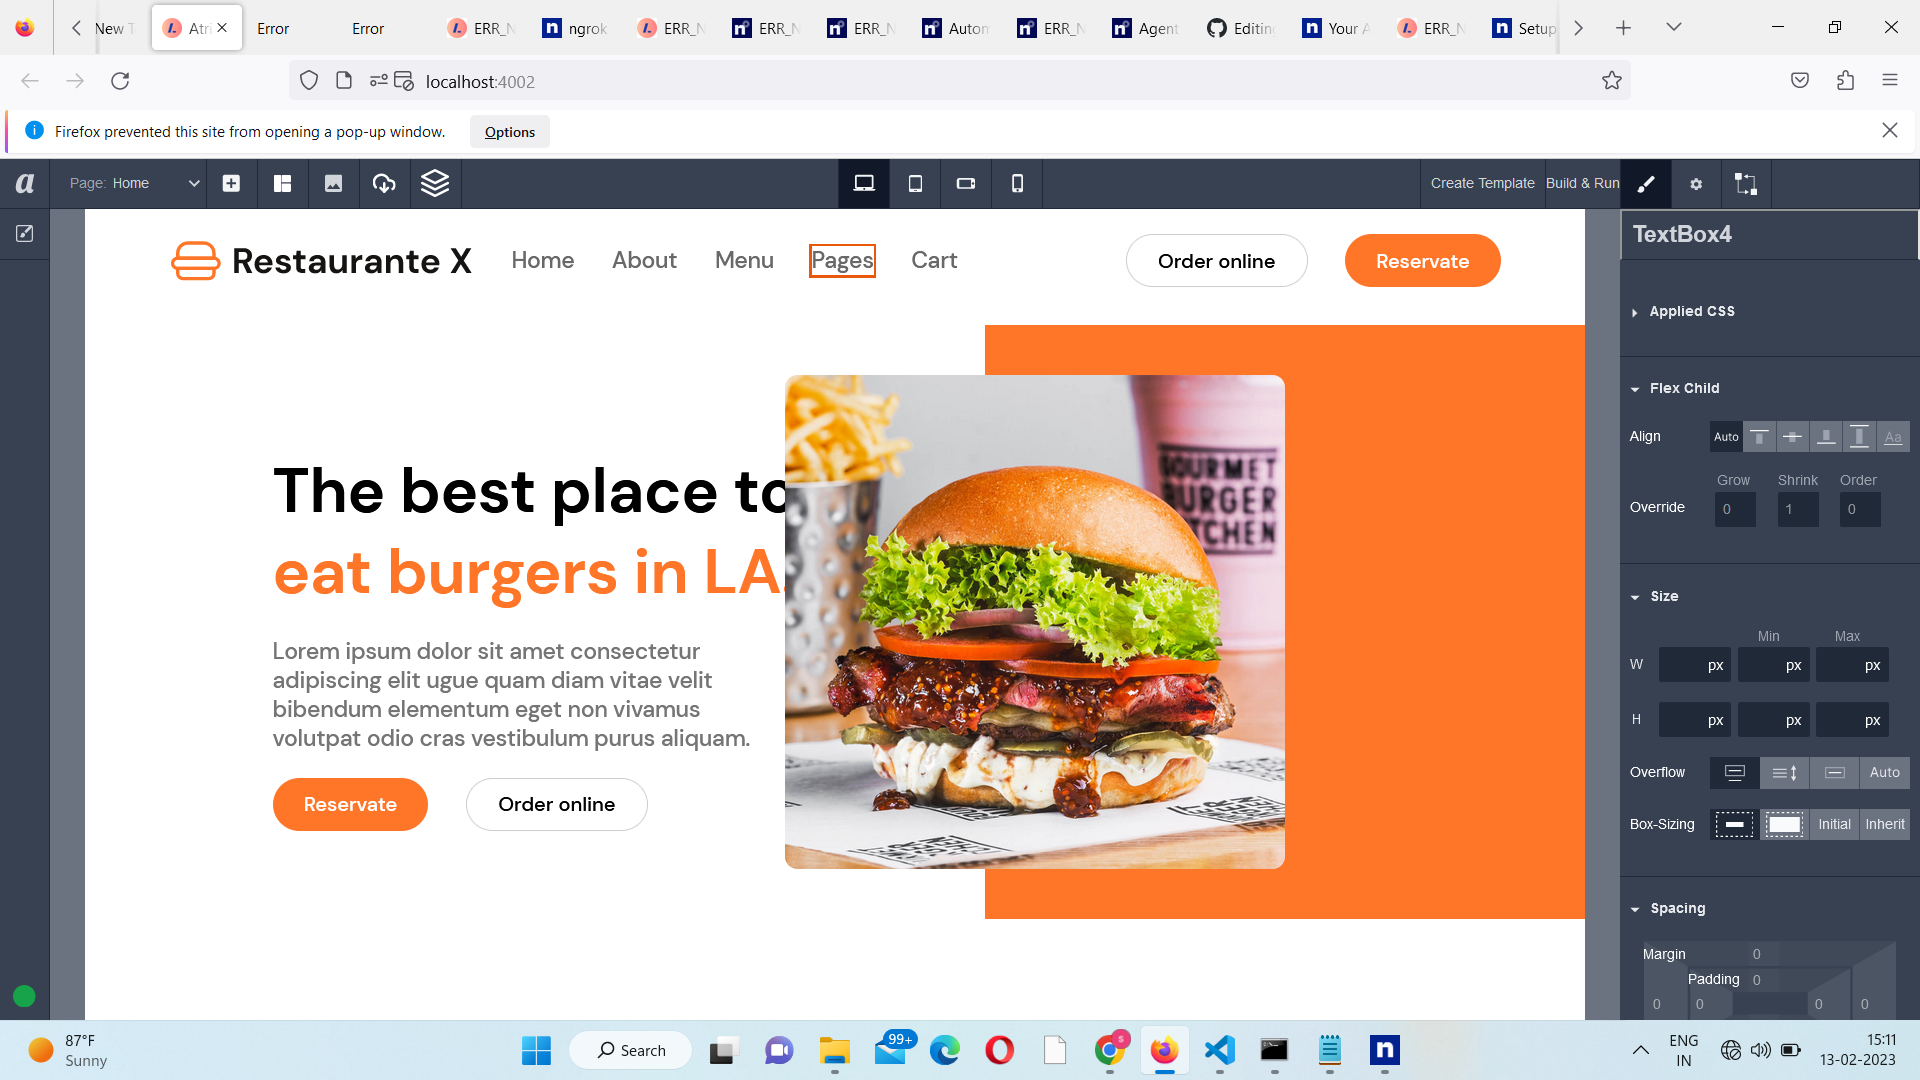 New T
Atri
Error
Error
ERR_N
ngrok
ERR_N
ERR_N
ERR_N
Auton
ERR_N
Agent
Editing
Your A
ERR_N
Setup
localhost:4002
Firefox prevented this site from opening a pop-up window.
Options
a
Page: Home
Create Template
Build & Run
TextBox4
Restaurante X
Home
About
Menu
Pages
Cart
Order online
Reservate
The best place to
eat burgers in LA.
Lorem ipsum dolor sit amet consectetur
adipiscing elit ugue quam diam vitae velit
bibendum elementum eget non vivamus
volutpat odio cras vestibulum purus aliquam.
Reservate
Order online
GOURMET
BURGER
KITCHEN
Applied CSS
Flex Child
Align
Auto
Aa
Grow
Shrink
Order
Override
0
1
0
Size
Min
Max
W
px
px
px
H
px
px
px
Overflow
Auto
Box-Sizing
Initial
Inherit
Spacing
Margin
0
Padding
0
0
0
0
0
87°F
Sunny
Search
99+
S
ENG
IN
15:11
13-02-2023